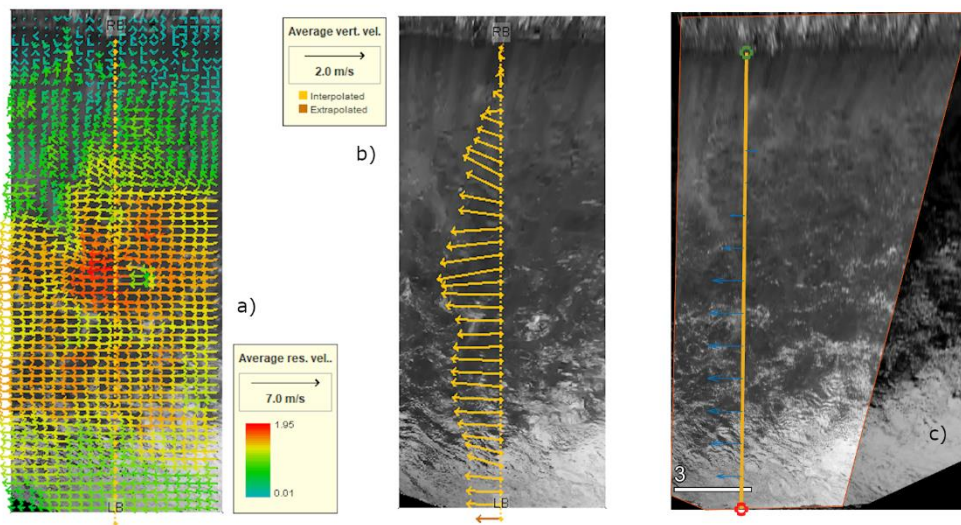 RB
LB
a)
Average res. vel..
7.0 m/s
1.95
0.01
Average vert. vel.
2.0 m/s
Interpolated
Extrapolated
b)
RB
LB
3
c)